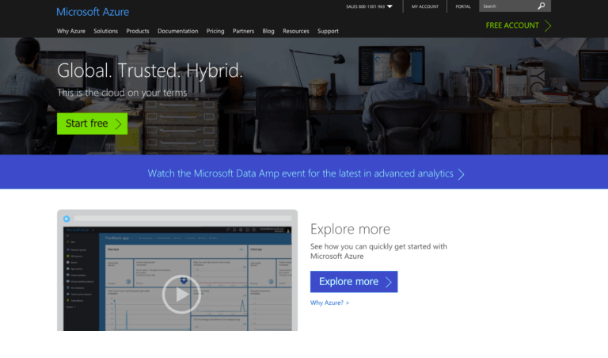 Microsoft Azure
MY ACCOUNT
PORTAL
Search
FREE ACCOUNT
Why Azure Solutions Products Documentation Pricing Partners Blog Resources Support
Global. Trusted. Hybrid.
This is the cloud on your terms
Start free
Watch the Microsoft Data Amp event for the latest in advanced analytics
Explore more
See how you can quickly get started with
Microsoft Azure
Explore more
Why Azure? >